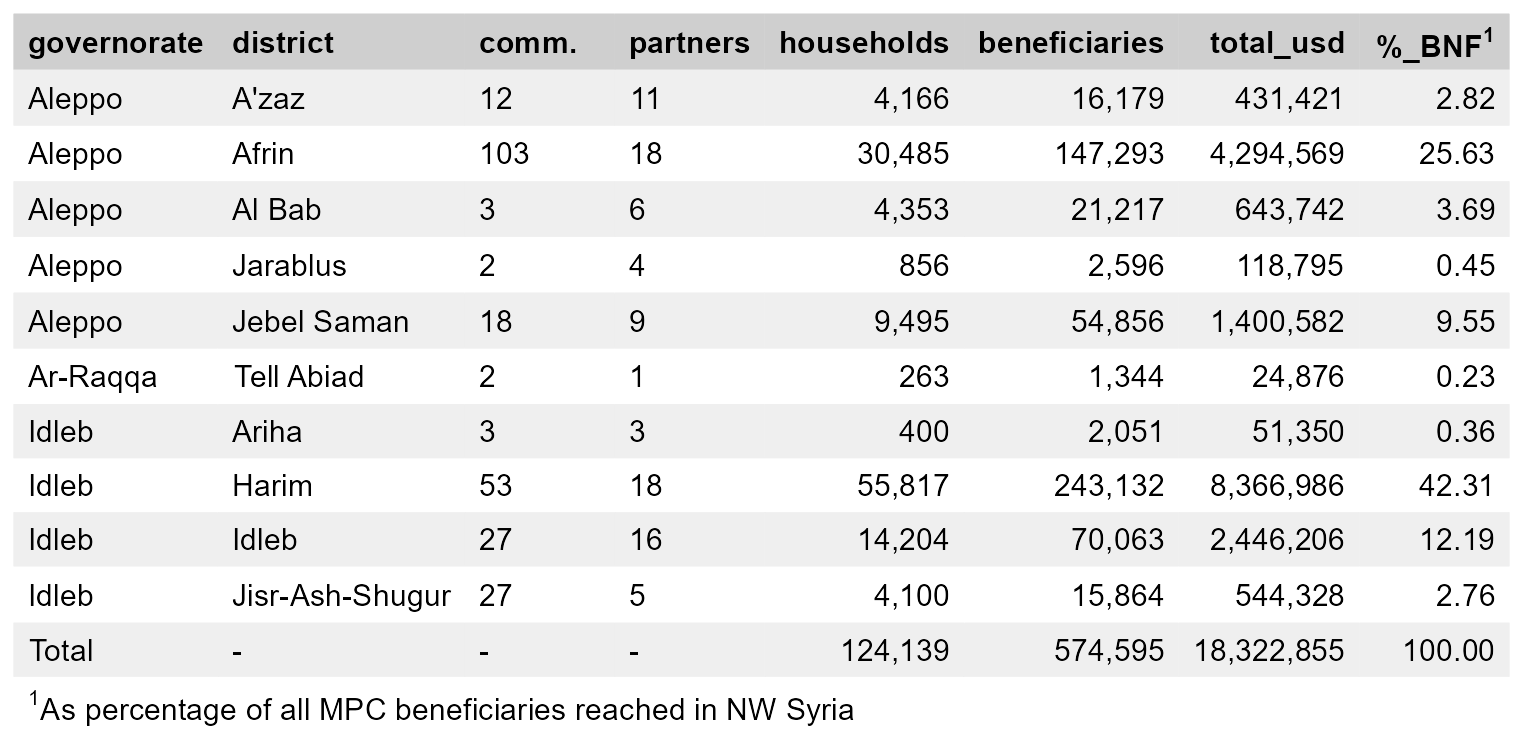 governorate district comm. partners households beneficiaries total_usd %_BNF¹
Aleppo A'zaz 12 11 4,166 16,179 431,421 2.82
Aleppo Afrin 103 18 30,485 147,293 4,294,569 25.63
Aleppo Al Bab 3 6 4,353 21,217 643,742 3.69
Aleppo Jarablus 2 4 856 2,596 118,795 0.45
Aleppo Jebel Saman 18 9 9,495 54,856 1,400,582 9.55
Ar-Raqqa Tell Abiad 2 1 263 1,344 24,876 0.23
Idleb Ariha 3 3 400 2,051 51,350 0.36
Idleb Harim 53 18 55,817 243,132 8,366,986 42.31
Idleb Idleb 27 16 14,204 70,063 2,446,206 12.19
Idleb Jisr-Ash-Shugur 27 5 4,100 15,864 544,328 2.76
Total - - - 124,139 574,595 18,322,855 100.00
¹As percentage of all MPC beneficiaries reached in NW Syria